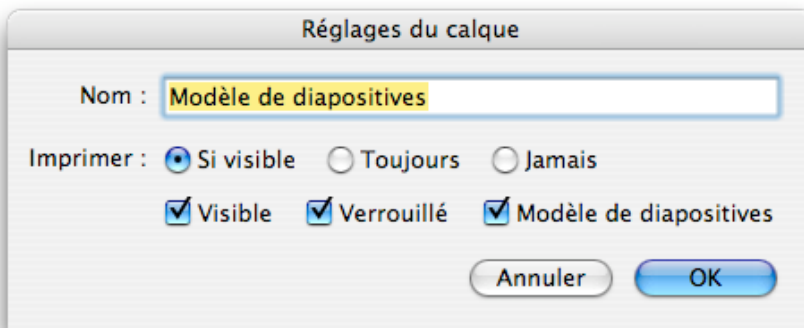 Réglages du calque
Nom : Modèle de diapositives
Imprimer : Si visible Toujours Jamais
Visible Verrouillé Modèle de diapositives
Annuler OK